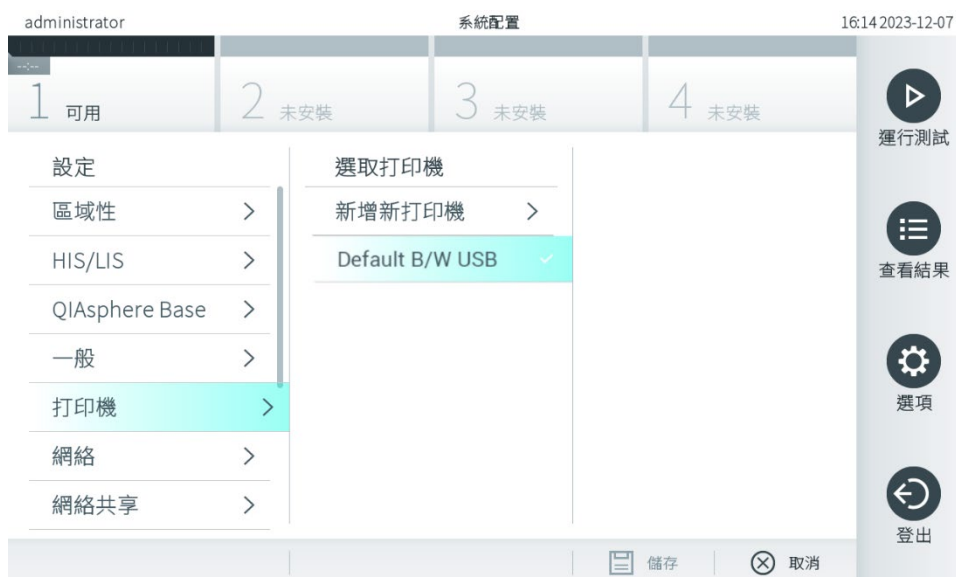 administrator
系統配置
16:14 2023-12-07
--:--
1 可用
2 未安裝
3 未安裝
4 未安裝
運行測試
查看結果
選項
登出
設定
區域性
HIS/LIS
QIAsphere Base
一般
打印機
網絡
網絡共享
選取打印機
新增新打印機
Default B/W USB
儲存
取消